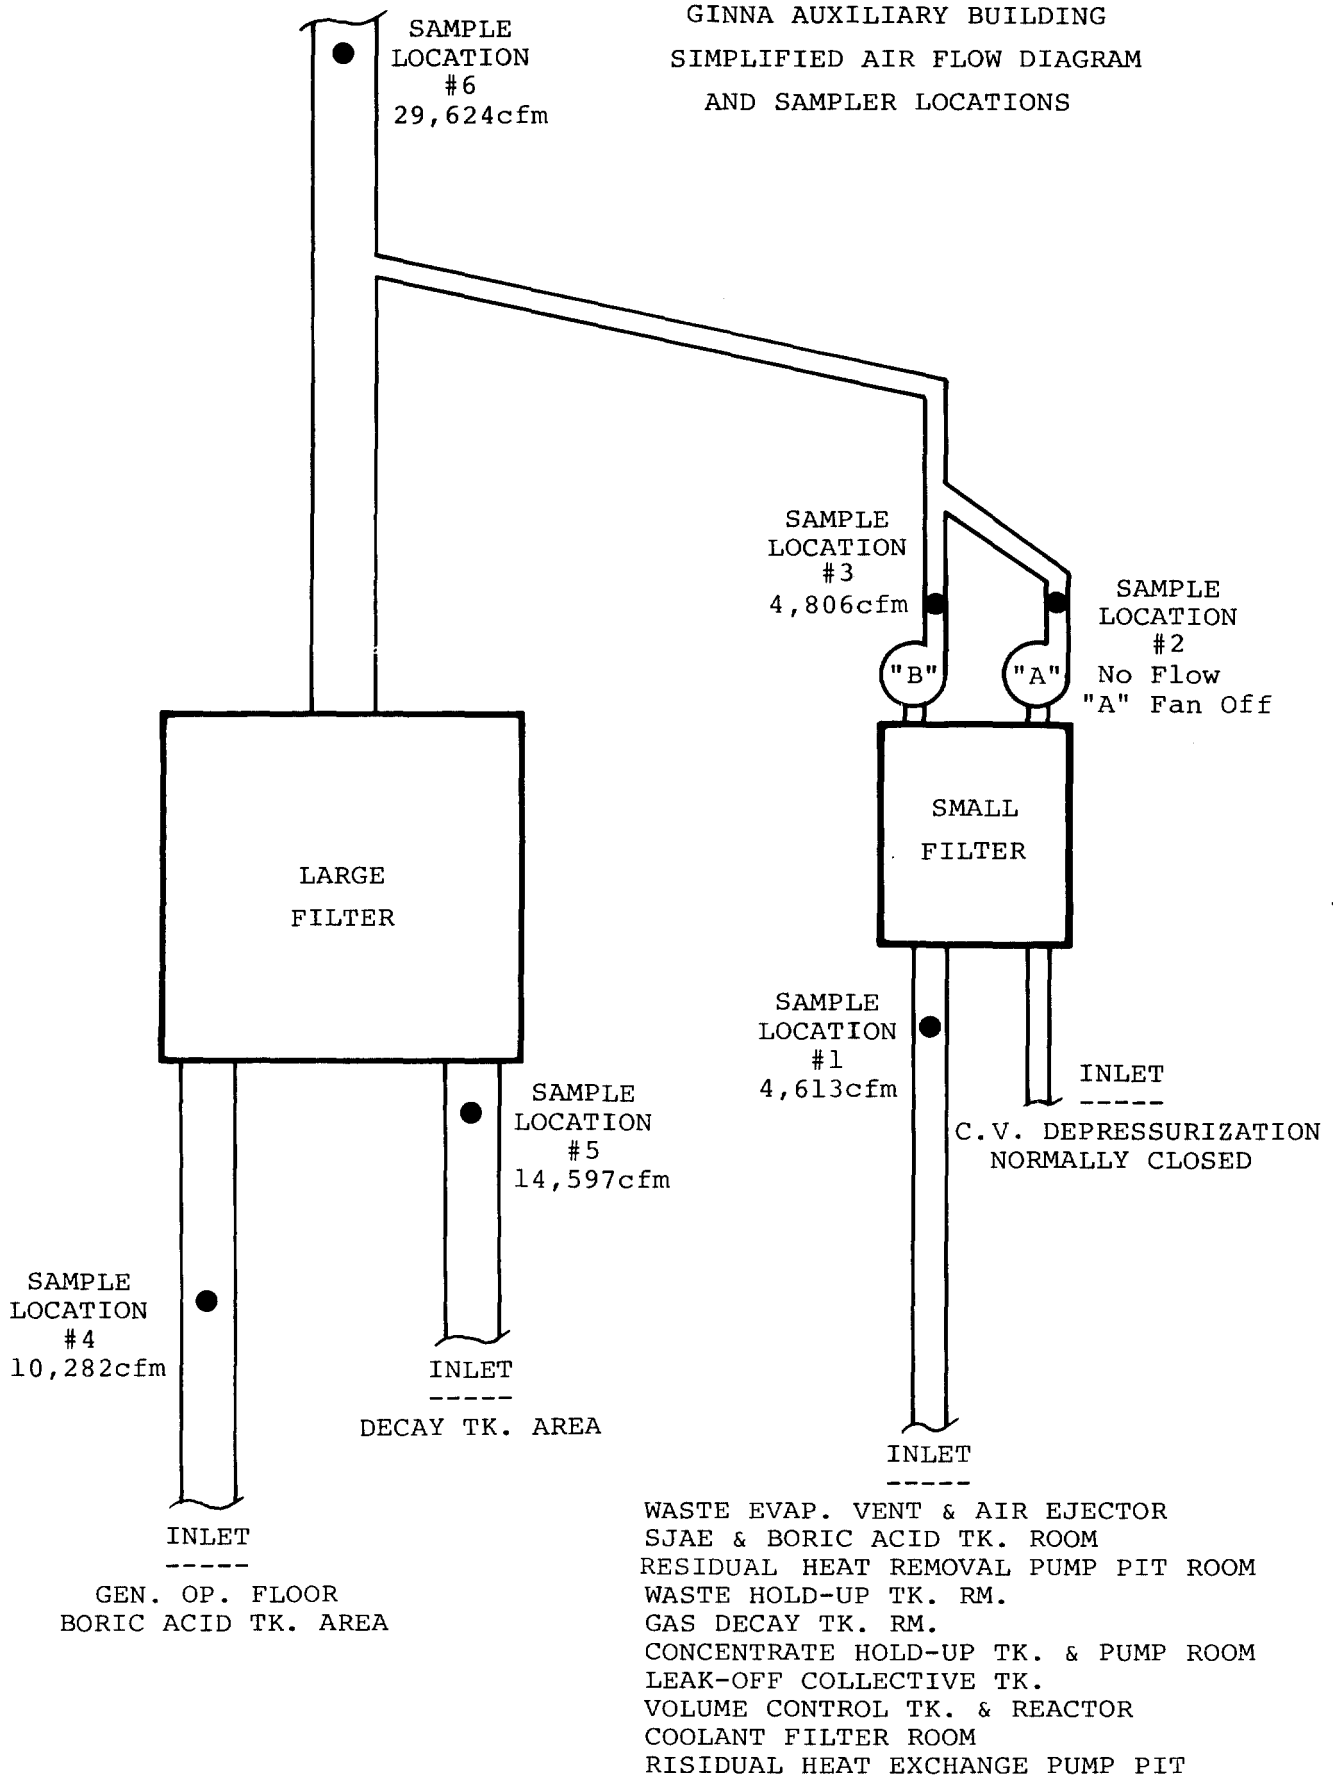 GINNA AUXILIARY BUILDING
SIMPLIFIED AIR FLOW DIAGRAM
AND SAMPLER LOCATIONS
SAMPLE
LOCATION
#6
29,624cfm
SAMPLE
LOCATION
#3
4,806cfm
SAMPLE
LOCATION
#2
No Flow
"A" Fan Off
"B"
"A"
SMALL
FILTER
LARGE
FILTER
SAMPLE
LOCATION
#1
4,613cfm
INLET
-----
C.V. DEPRESSURIZATION
NORMALLY CLOSED
SAMPLE
LOCATION
#5
14,597cfm
SAMPLE
LOCATION
#4
10,282cfm
INLET
-----
DECAY TK. AREA
INLET
-----
GEN. OP. FLOOR
BORIC ACID TK. AREA
INLET
-----
WASTE EVAP. VENT & AIR EJECTOR
SJAE & BORIC ACID TK. ROOM
RESIDUAL HEAT REMOVAL PUMP PIT ROOM
WASTE HOLD-UP TK. RM.
GAS DECAY TK. RM.
CONCENTRATE HOLD-UP TK. & PUMP ROOM
LEAK-OFF COLLECTIVE TK.
VOLUME CONTROL TK. & REACTOR
COOLANT FILTER ROOM
RISIDUAL HEAT EXCHANGE PUMP PIT